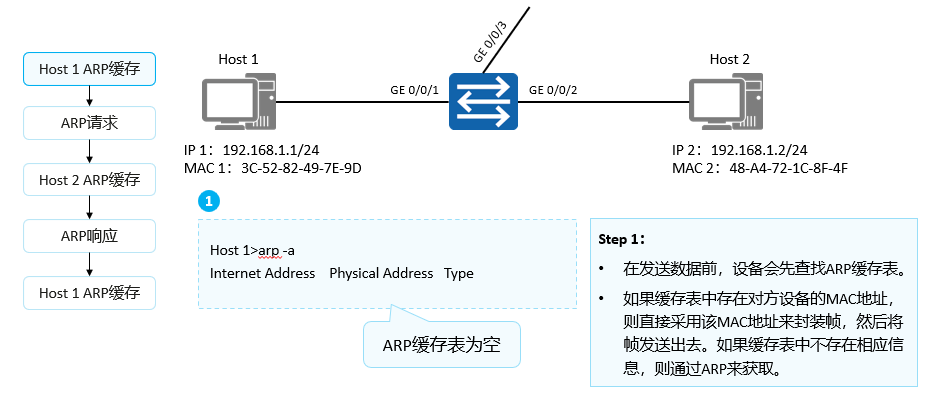 Host 1 ARP缓存
ARP请求
Host 2 ARP缓存
ARP响应
Host 1 ARP缓存
GE 0/0/3
Host 1
Host 2
GE 0/0/1
GE 0/0/2
IP 1：192.168.1.1/24
MAC 1：3C-52-82-49-7E-9D
IP 2：192.168.1.2/24
MAC 2：48-A4-72-1C-8F-4F
1
Host 1>arp -a
Internet Address Physical Address Type
ARP缓存表为空
Step 1：
• 在发送数据前，设备会先查找ARP缓存表。
• 如果缓存表中存在对方设备的MAC地址，
则直接采用该MAC地址来封装帧，然后将
帧发送出去。如果缓存表中不存在相应信
息，则通过ARP来获取。